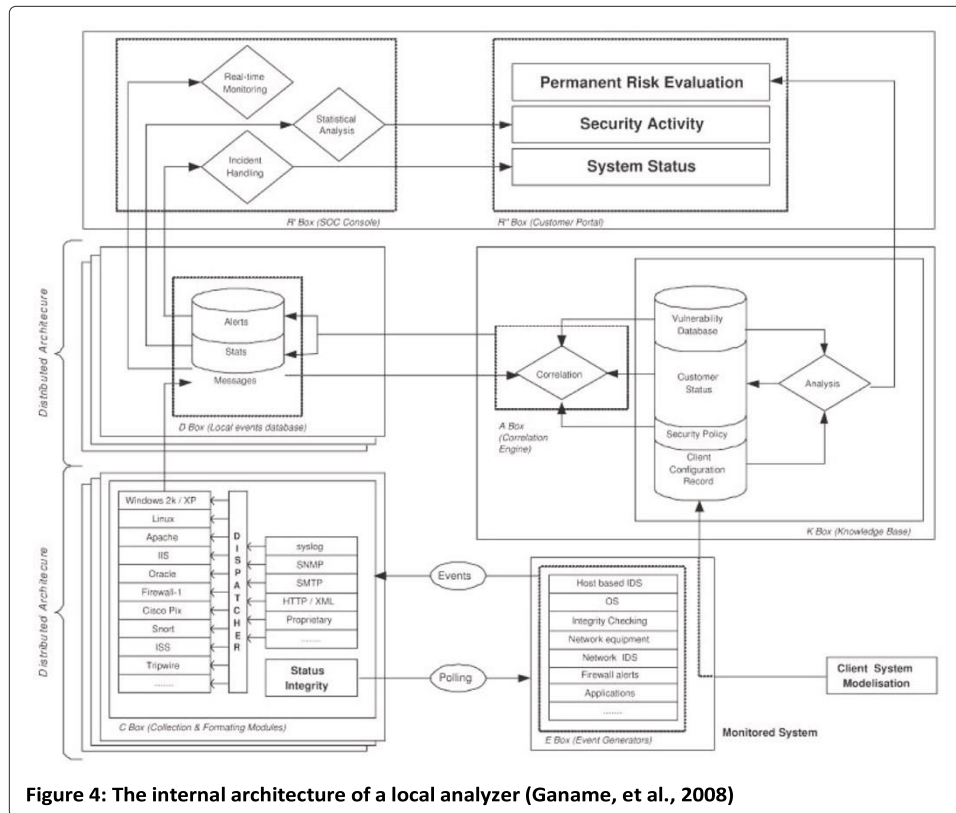 Real-time
Monitoring
Statistical
Analysis
Incident
Handling
R' Box (SOC Console)
Permanent Risk Evaluation
Security Activity
System Status
R" Box (Customer Portal)
Distributed Architecure
Alerts
Stats
Messages
D Box (Local events database)
Correlation
A Box
(Correlation
Engine)
Vulnerability
Database
Customer
Status
Security Policy
Client
Configuration
Record
Analysis
K Box (Knowledge Base)
Distributed Architecure
Windows 2k / XP
Linux
Apache
IIS
Oracle
Firewall-1
Cisco Pix
Snort
ISS
Tripwire
........
DISPATCHER
syslog
SNMP
SMTP
HTTP / XML
Proprietary
........
Status
Integrity
C Box (Collection & Formating Modules)
Events
Polling
Host based IDS
OS
Integrity Checking
Network equipment
Network IDS
Firewall alerts
Applications
........
E Box (Event Generators)
Monitored System
Client System
Modelisation
Figure 4: The internal architecture of a local analyzer (Ganame, et al., 2008)